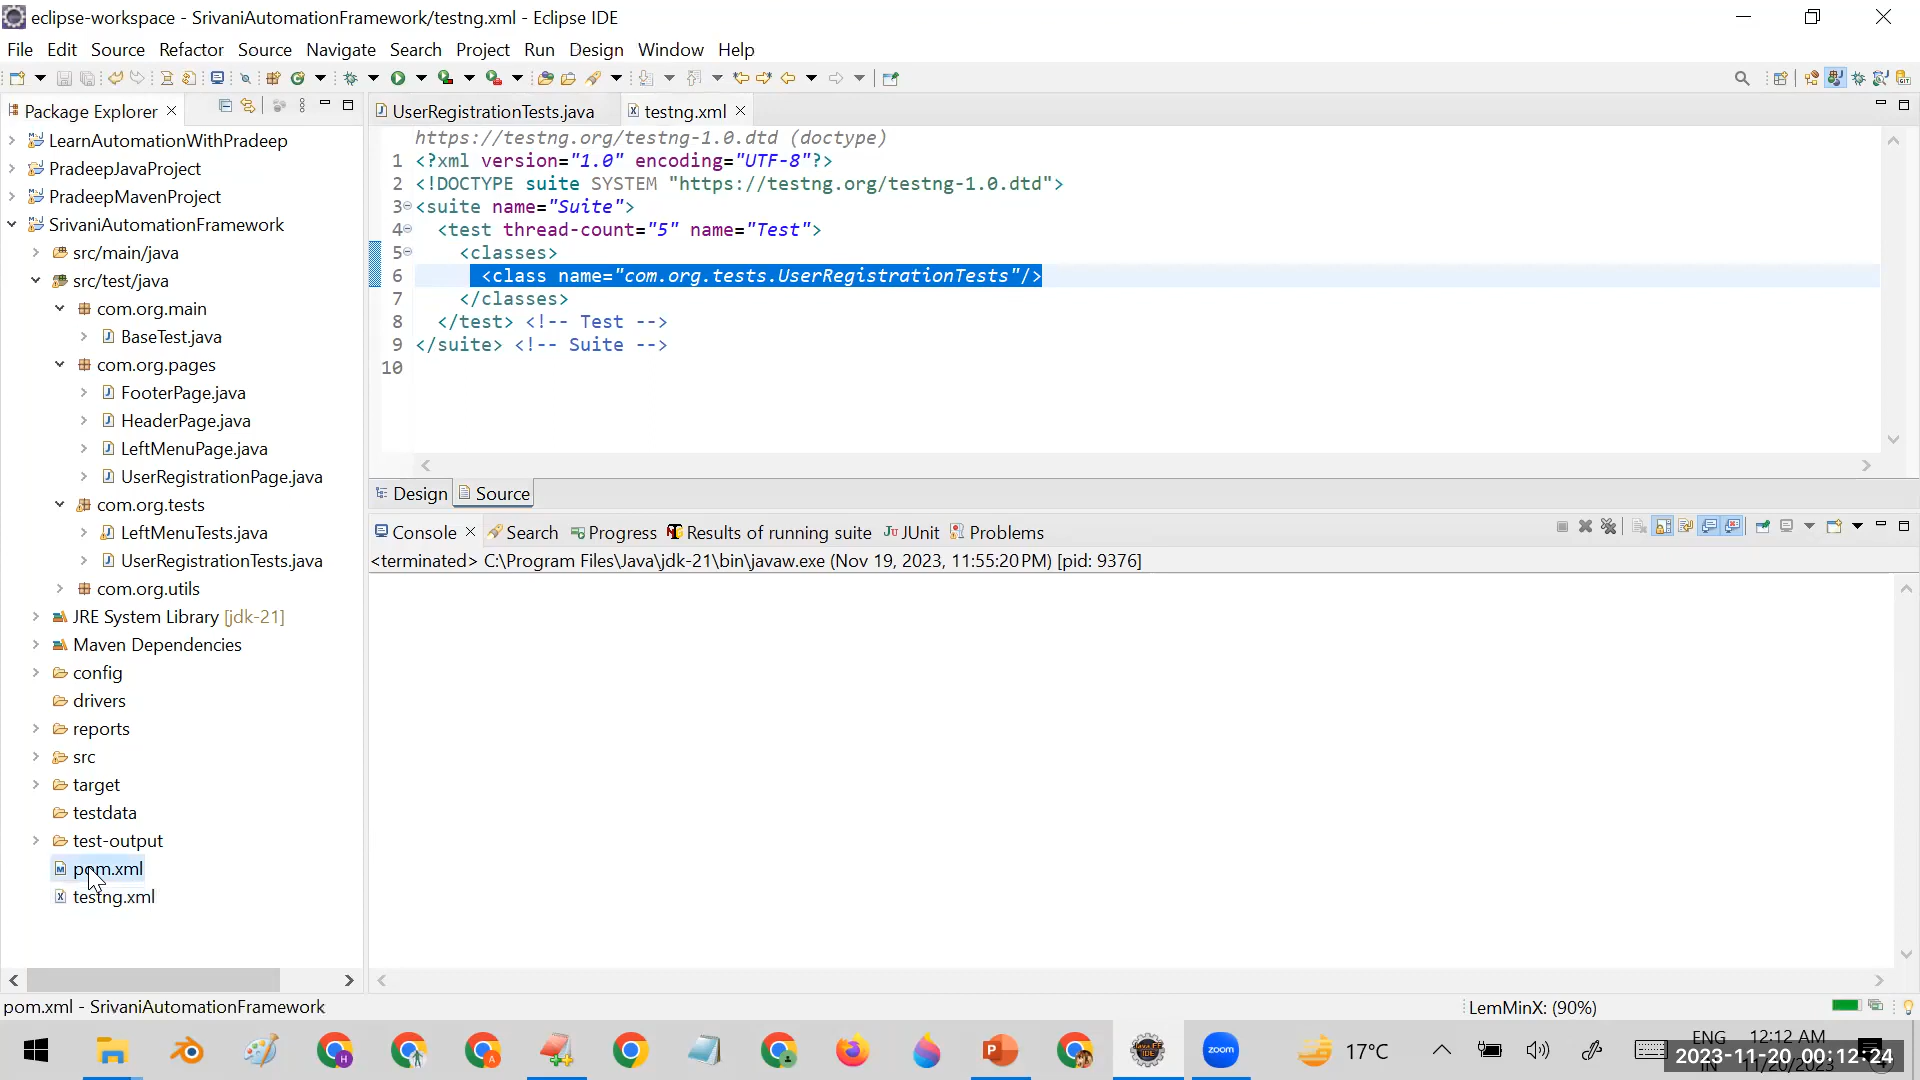 eclipse-workspace - SrivaniAutomationFramework/testng.xml - Eclipse IDE
File Edit Source Refactor Source Navigate Search Project Run Design Window Help
Package Explorer
LearnAutomationWithPradeep
PradeepJavaProject
PradeepMavenProject
SrivaniAutomationFramework
src/main/java
src/test/java
com.org.main
BaseTest.java
com.org.pages
FooterPage.java
HeaderPage.java
LeftMenuPage.java
UserRegistrationPage.java
com.org.tests
LeftMenuTests.java
UserRegistrationTests.java
com.org.utils
JRE System Library [jdk-21]
Maven Dependencies
config
drivers
reports
src
target
testdata
test-output
pom.xml
testng.xml
UserRegistrationTests.java testng.xml
https://testng.org/testng-1.0.dtd (doctype)
1 <?xml version="1.0" encoding="UTF-8"?>
2 <!DOCTYPE suite SYSTEM "https://testng.org/testng-1.0.dtd">
3 <suite name="Suite">
4 <test thread-count="5" name="Test">
5 <classes>
6 <class name="com.org.tests.UserRegistrationTests"/>
7 </classes>
8 </test> <!-- Test -->
9 </suite> <!-- Suite -->
10
Design Source
Console Search Progress Results of running suite JUnit Problems
<terminated> C:\Program Files\Java\jdk-21\bin\javaw.exe (Nov 19, 2023, 11:55:20 PM) [pid: 9376]
pom.xml - SrivaniAutomationFramework
LemMinX: (90%)
zoom
17°C
ENG
IN
12:12 AM
11/20/2023
2023-11-20 00:12:24